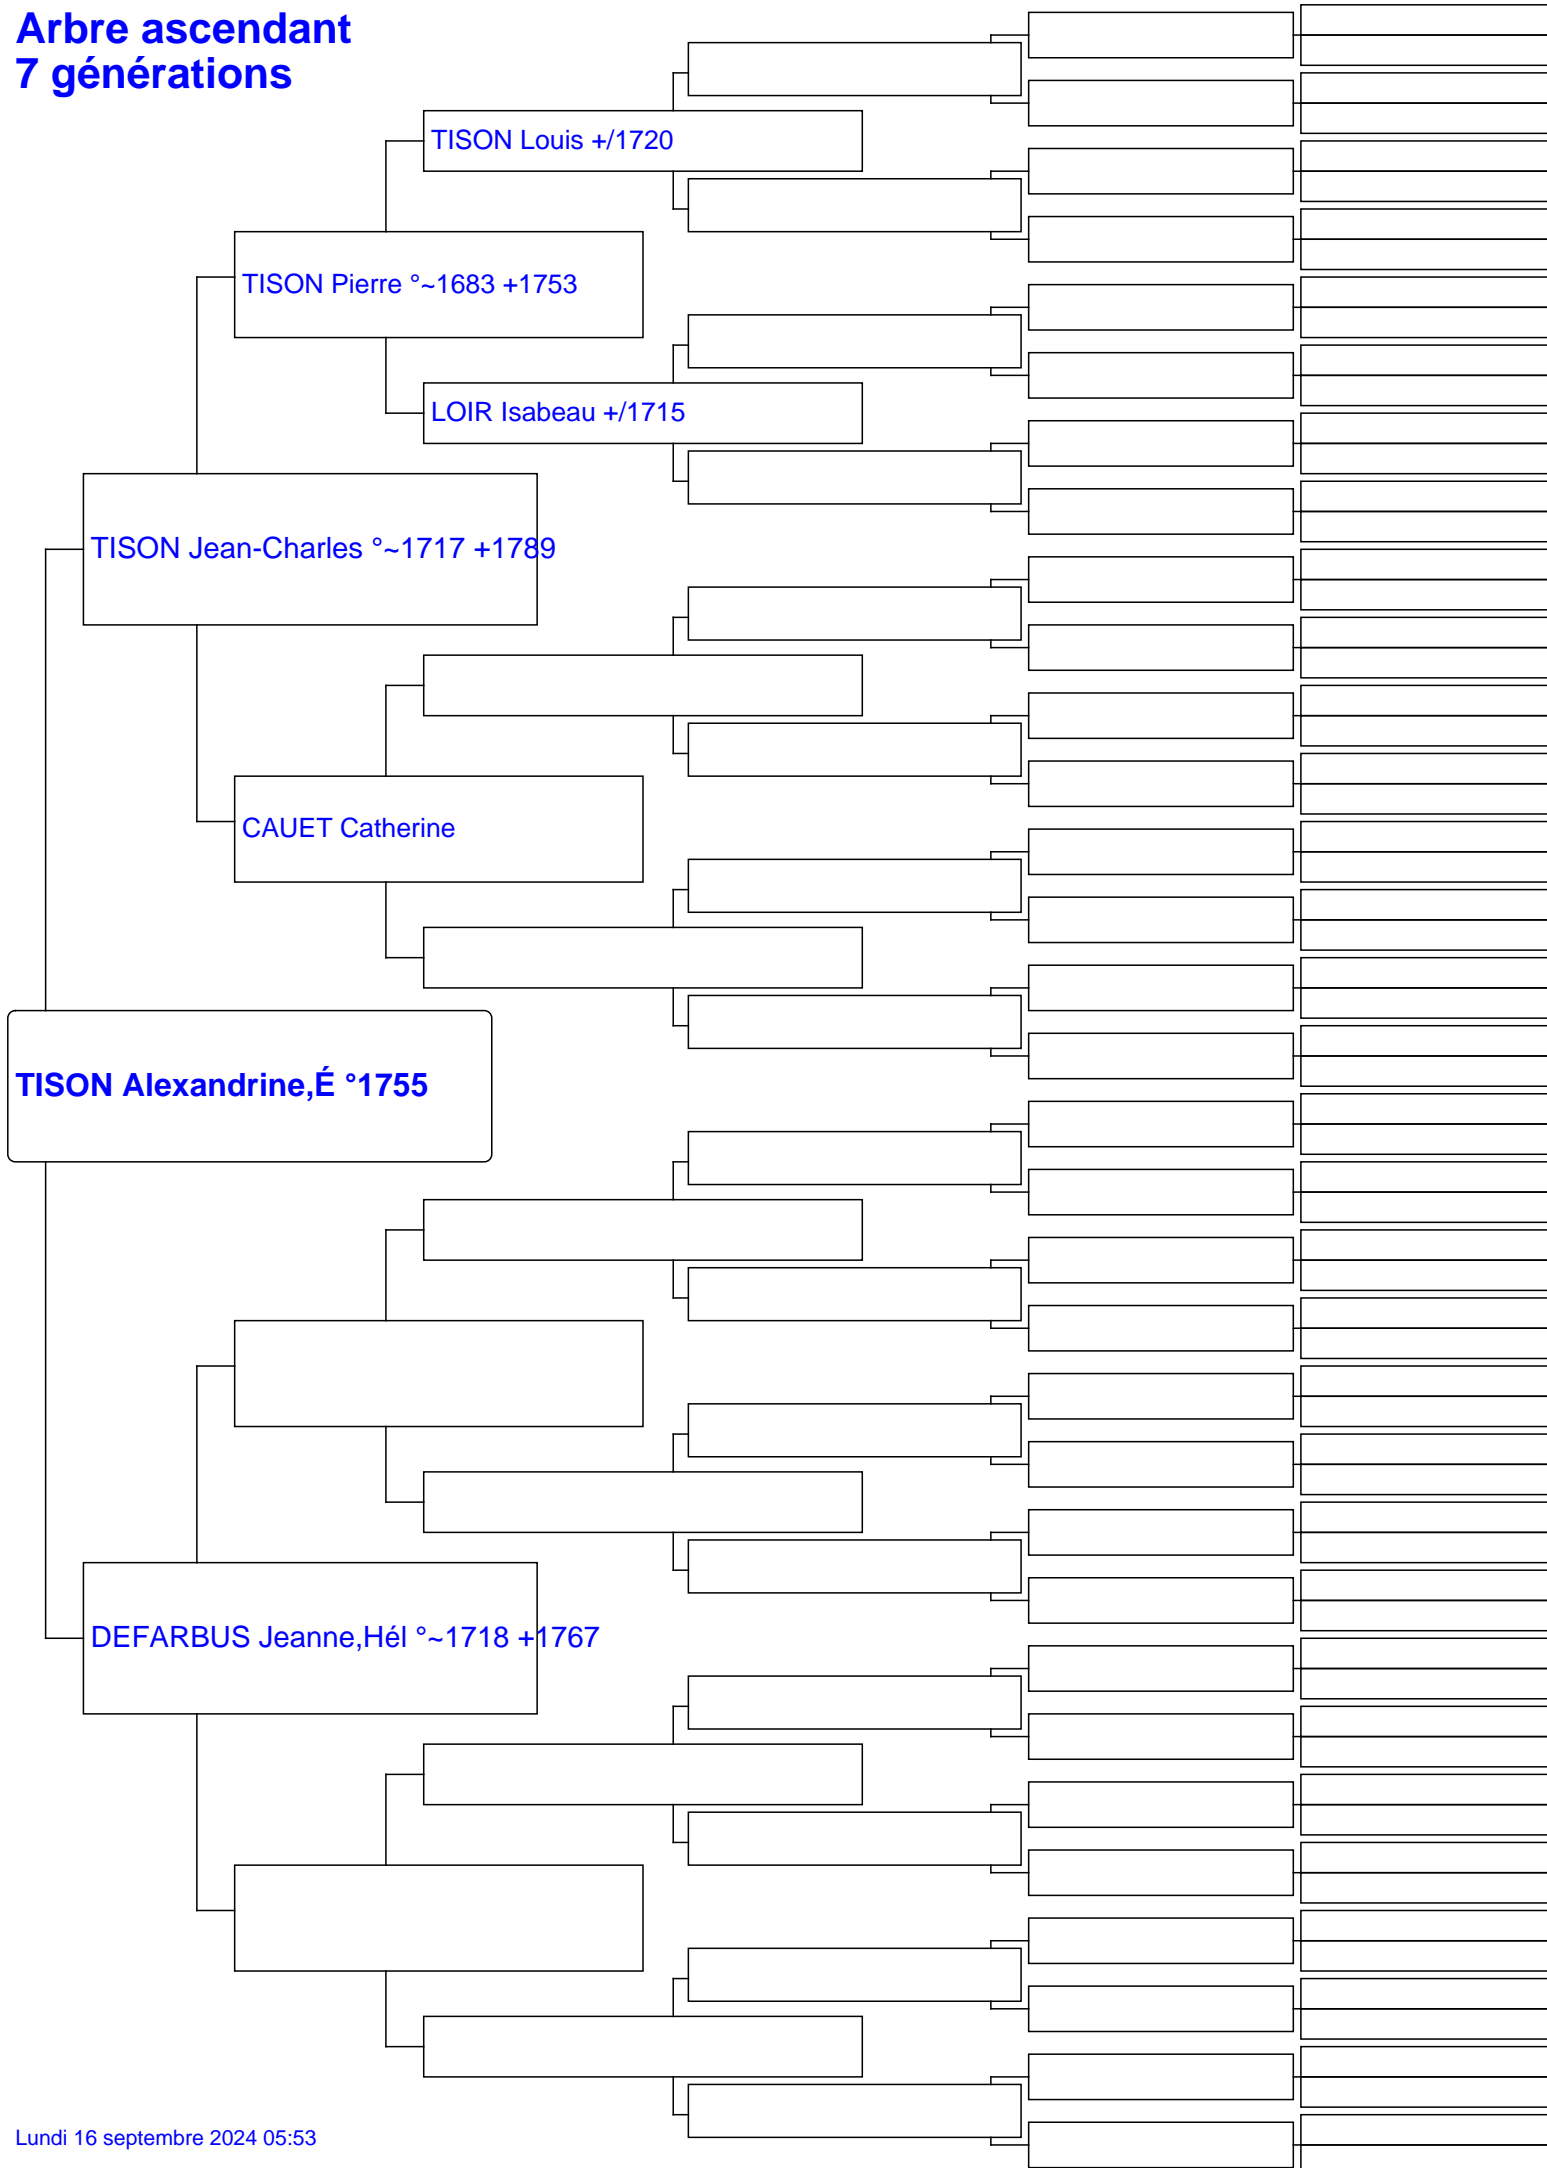 Arbre ascendant
7 générations
TISON Louis +/1720
TISON Pierre °~1683 +1753
LOIR Isabeau +/1715
TISON Jean-Charles °~1717 +1789
CAUET Catherine
TISON Alexandrine,É °1755
DEFARBUS Jeanne,Hél °~1718 +1767
Lundi 16 septembre 2024 05:53